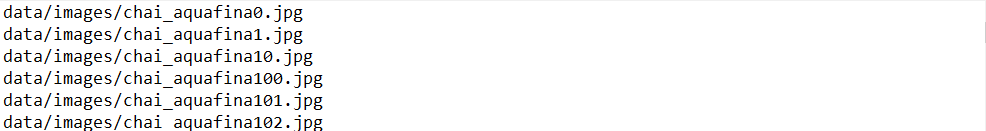 data/images/chai_aquafina0.jpg
data/images/chai_aquafina1.jpg
data/images/chai_aquafina10.jpg
data/images/chai_aquafina100.jpg
data/images/chai_aquafina101.jpg
data/images/chai_aquafina102.jpg